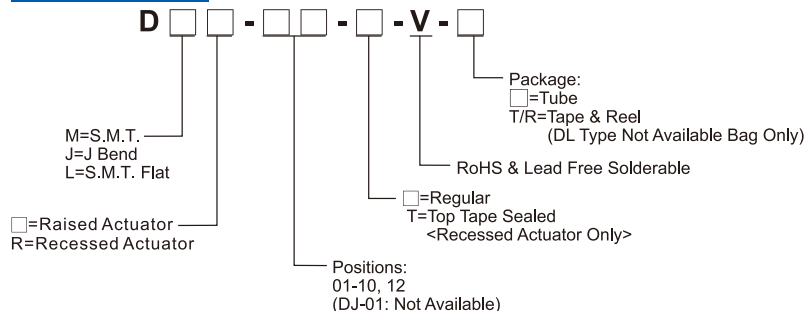 D □ □ - □ □ - □ - V - □
Package:
□=Tube
T/R=Tape & Reel
(DL Type Not Available Bag Only)
M=S.M.T.
J=J Bend
L=S.M.T. Flat
RoHS & Lead Free Solderable
□=Regular
T=Top Tape Sealed
<Recessed Actuator Only>
□=Raised Actuator
R=Recessed Actuator
Positions:
01-10, 12
(DJ-01: Not Available)